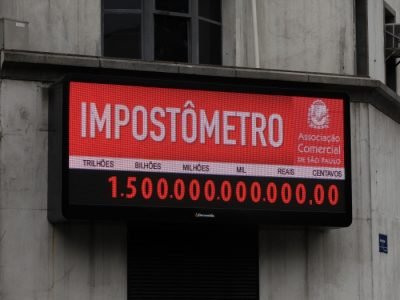 IMPOSTÔMETRO
Associação
Comercial
DE SÃO PAULO
TRILHÕES BILHÕES MILHÕES MIL REAIS CENTAVOS
1.500.000.000.000,00